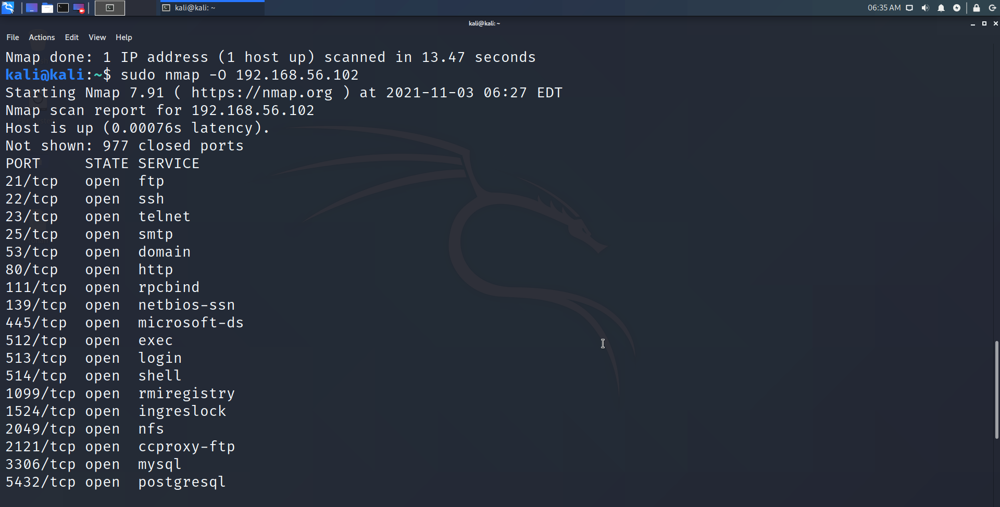 kali@kali: ~
06:35 AM
kali@kali: ~
File Actions Edit View Help
Nmap done: 1 IP address (1 host up) scanned in 13.47 seconds
kali@kali:~$ sudo nmap -O 192.168.56.102
Starting Nmap 7.91 ( https://nmap.org ) at 2021-11-03 06:27 EDT
Nmap scan report for 192.168.56.102
Host is up (0.00076s latency).
Not shown: 977 closed ports
PORT     STATE SERVICE
21/tcp   open  ftp
22/tcp   open  ssh
23/tcp   open  telnet
25/tcp   open  smtp
53/tcp   open  domain
80/tcp   open  http
111/tcp  open  rpcbind
139/tcp  open  netbios-ssn
445/tcp  open  microsoft-ds
512/tcp  open  exec
513/tcp  open  login
514/tcp  open  shell
1099/tcp open  rmiregistry
1524/tcp open  ingreslock
2049/tcp open  nfs
2121/tcp open  ccproxy-ftp
3306/tcp open  mysql
5432/tcp open  postgresql